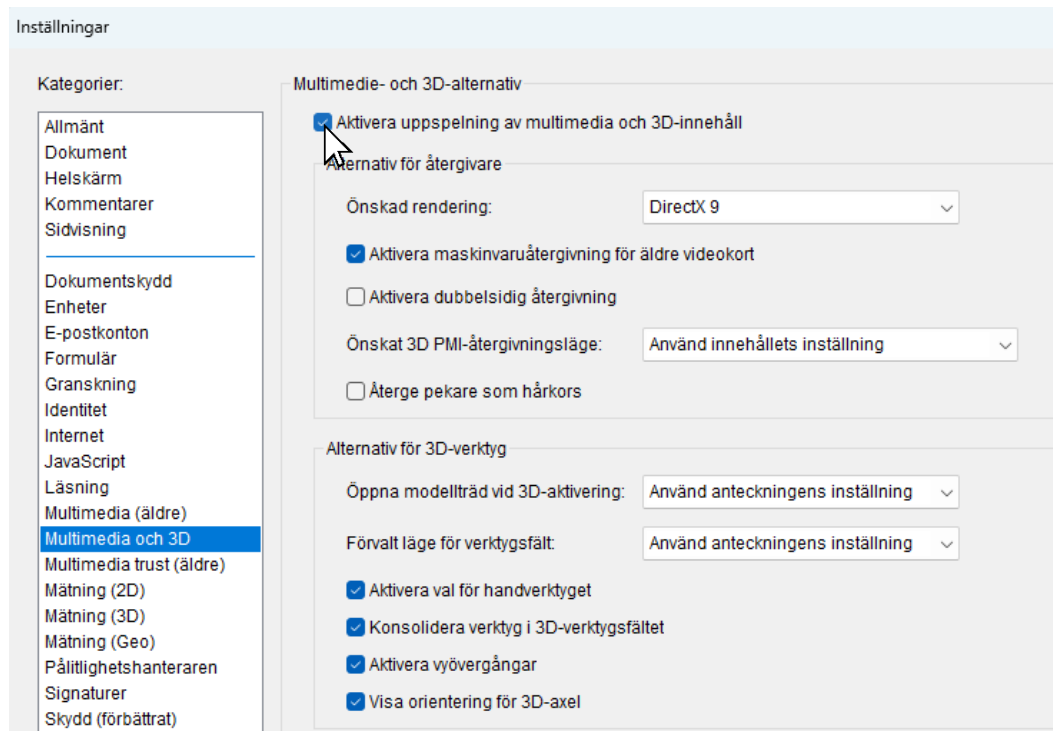 Inställningar
Kategorier:
Allmänt
Dokument
Helskärm
Kommentarer
Sidvisning
Dokumentskydd
Enheter
E-postkonton
Formulär
Granskning
Identitet
Internet
JavaScript
Läsning
Multimedia (äldre)
Multimedia och 3D
Multimedia trust (äldre)
Mätning (2D)
Mätning (3D)
Mätning (Geo)
Pålitlighetshanteraren
Signaturer
Skydd (förbättrat)
Multimedie- och 3D-alternativ
Aktivera uppspelning av multimedia och 3D-innehåll
Alternativ för återgivare
Önskad rendering: DirectX 9
Aktivera maskinvaruåtergivning för äldre videokort
Aktivera dubbelsidig återgivning
Önskat 3D PMI-återgivningsläge: Använd innehållets inställning
Återge pekare som hårkors
Alternativ för 3D-verktyg
Öppna modellträd vid 3D-aktivering: Använd anteckningens inställning
Förvalt läge för verktygsfält: Använd anteckningens inställning
Aktivera val för handverktyget
Konsolidera verktyg i 3D-verktygsfältet
Aktivera vyövergångar
Visa orientering för 3D-axel